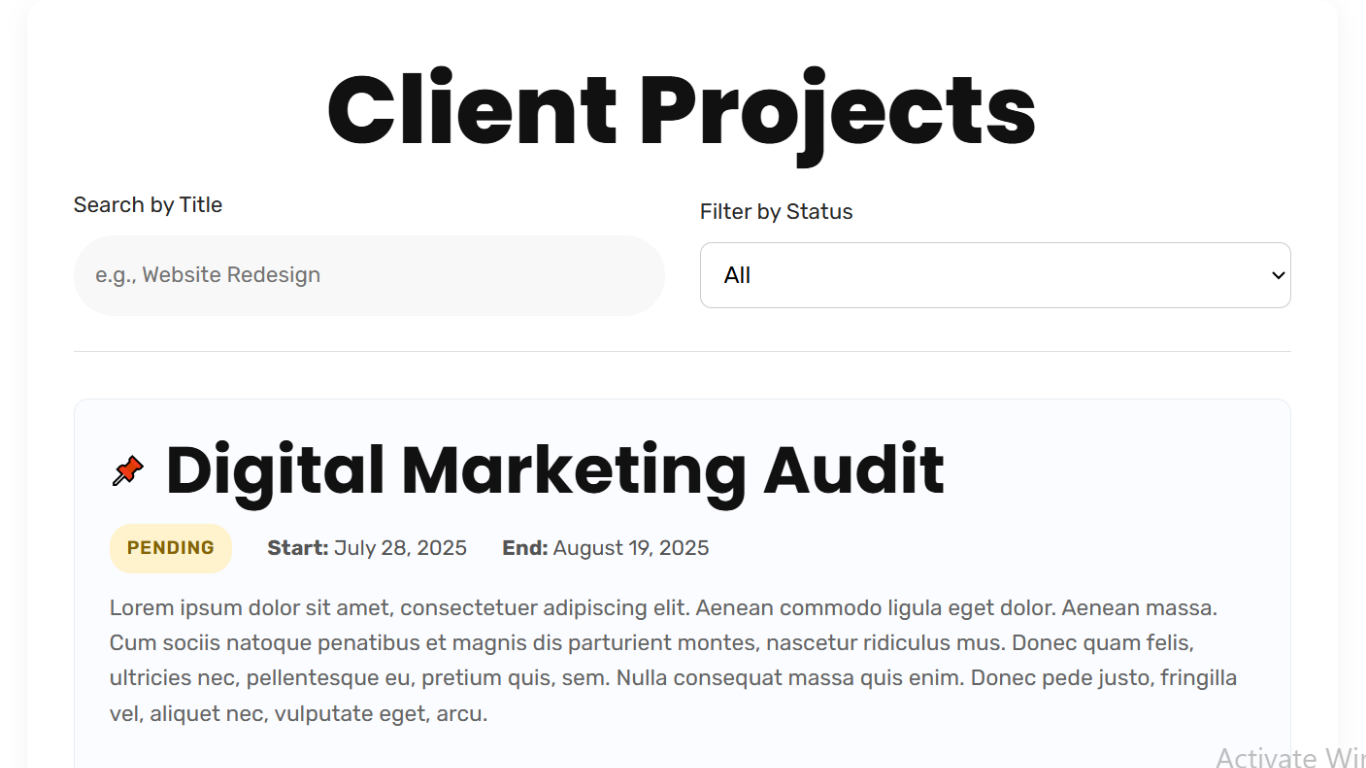 Client Projects
Search by Title
Filter by Status
e.g., Website Redesign
All
Digital Marketing Audit
PENDING Start: July 28, 2025 End: August 19, 2025
Lorem ipsum dolor sit amet, consectetuer adipiscing elit. Aenean commodo ligula eget dolor. Aenean massa.
Cum sociis natoque penatibus et magnis dis parturient montes, nascetur ridiculus mus. Donec quam felis,
ultricies nec, pellentesque eu, pretium quis, sem. Nulla consequat massa quis enim. Donec pede justo, fringilla
vel, aliquet nec, vulputate eget, arcu.
Activate